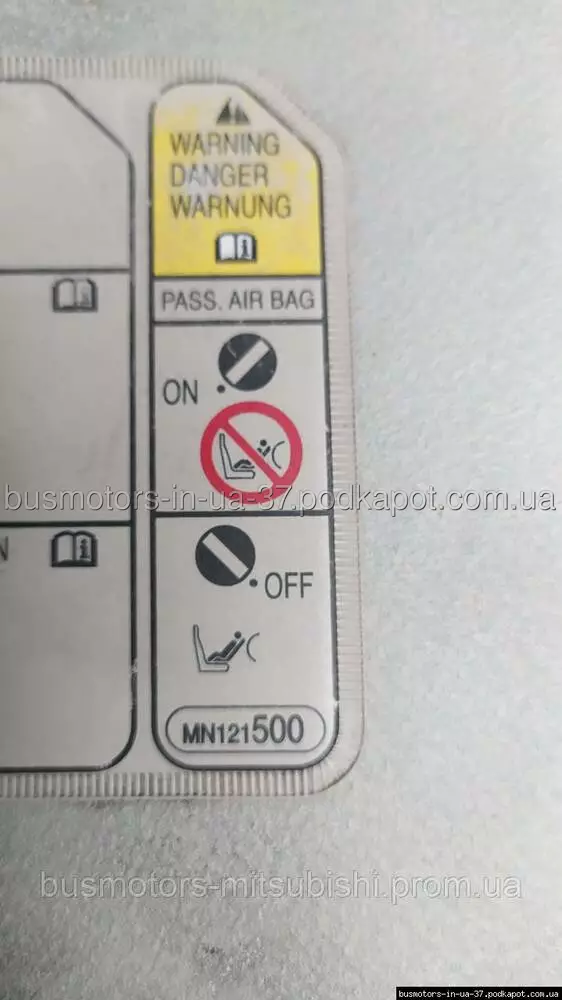 WARNING
DANGER
WARNUNG
PASS. AIR BAG
ON
busmotors-in-ua-37.podkapot.com.ua
N
OFF
MN121500
busmotors-mitsubishi.prom.ua
busmotors-in-ua-37.podkapot.com.ua